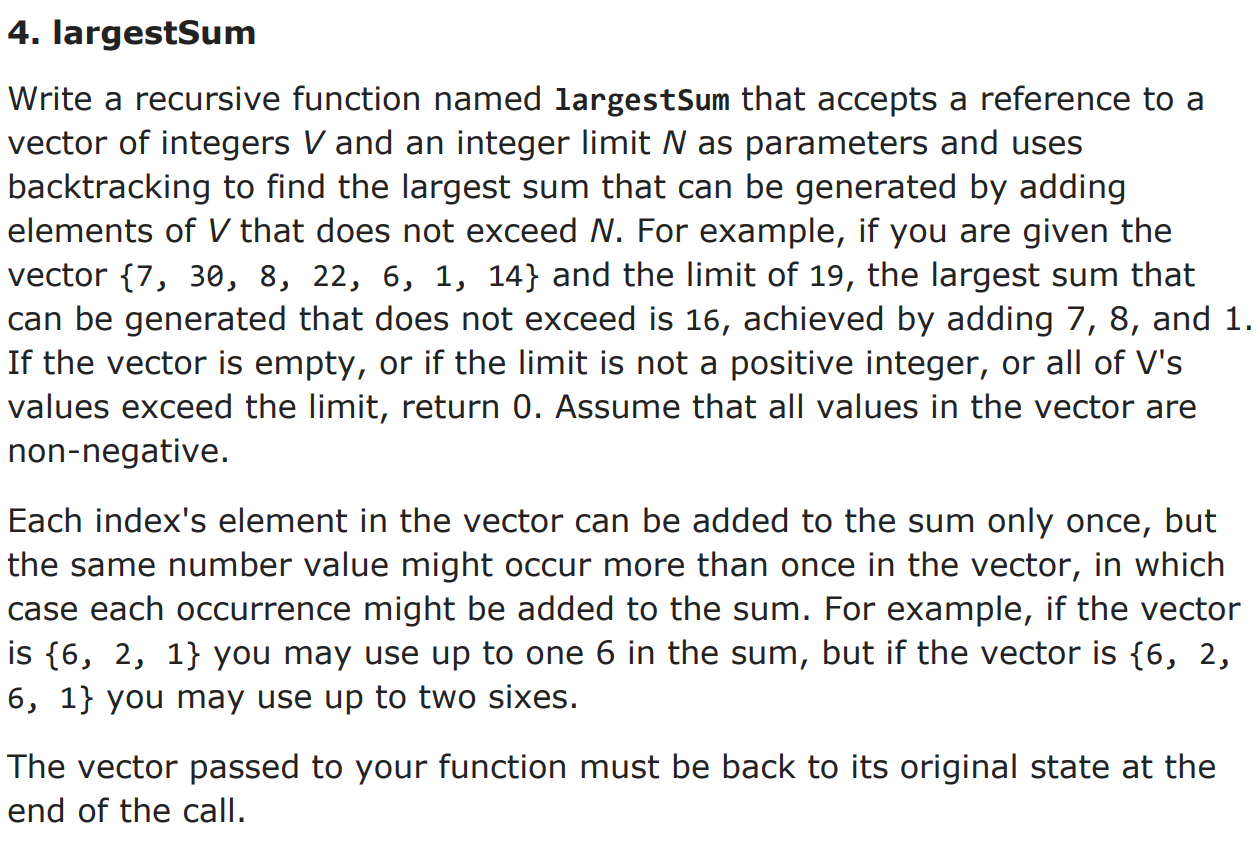 4. largestSum
Write a recursive function named largestSum that accepts a reference to a
vector of integers V and an integer limit N as parameters and uses
backtracking to find the largest sum that can be generated by adding
elements of V that does not exceed N. For example, if you are given the
vector {7, 30, 8, 22, 6, 1, 14} and the limit of 19, the largest sum that
can be generated that does not exceed is 16, achieved by adding 7, 8, and 1.
If the vector is empty, or if the limit is not a positive integer, or all of V's
values exceed the limit, return 0. Assume that all values in the vector are
non-negative.
Each index's element in the vector can be added to the sum only once, but
the same number value might occur more than once in the vector, in which
case each occurrence might be added to the sum. For example, if the vector
is {6, 2, 1} you may use up to one 6 in the sum, but if the vector is {6, 2,
6, 1} you may use up to two sixes.
The vector passed to your function must be back to its original state at the
end of the call.